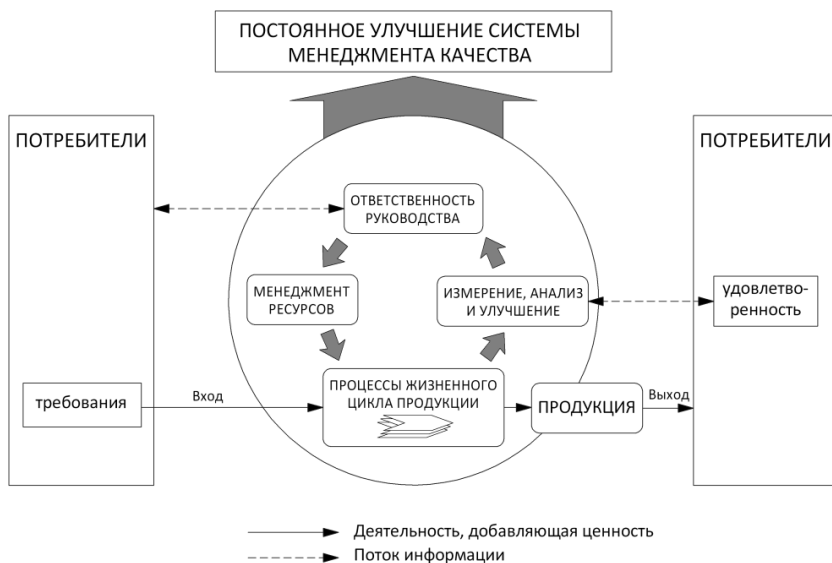 ПОСТОЯННОЕ УЛУЧШЕНИЕ СИСТЕМЫ
МЕНЕДЖМЕНТА КАЧЕСТВА
ПОТРЕБИТЕЛИ
ПОТРЕБИТЕЛИ
ОТВЕТСТВЕННОСТЬ
РУКОВОДСТВА
МЕНЕДЖМЕНТ
РЕСУРСОВ
ИЗМЕРЕНИЕ, АНАЛИЗ
И УЛУЧШЕНИЕ
удовлетво-
ренность
требования
Вход
ПРОЦЕССЫ ЖИЗНЕННОГО
ЦИКЛА ПРОДУКЦИИ
ПРОДУКЦИЯ
Выход
Деятельность, добавляющая ценность
Поток информации